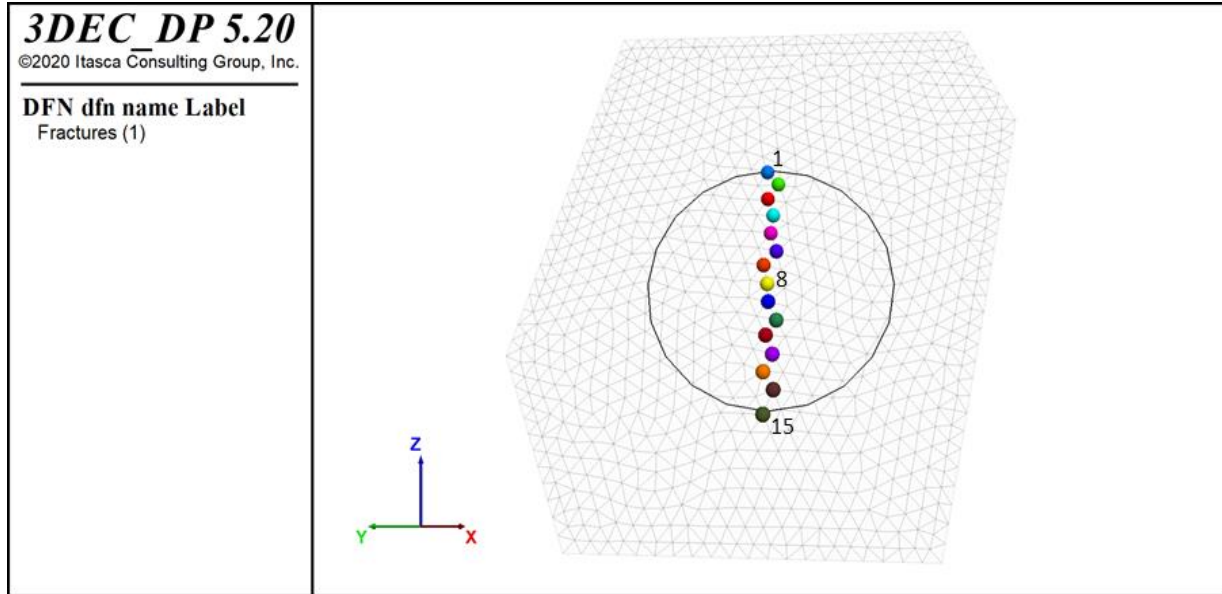 3DEC_DP 5.20
©2020 Itasca Consulting Group, Inc.
DFN dfn name Label
Fractures (1)
1
8
15
Z
Y
X